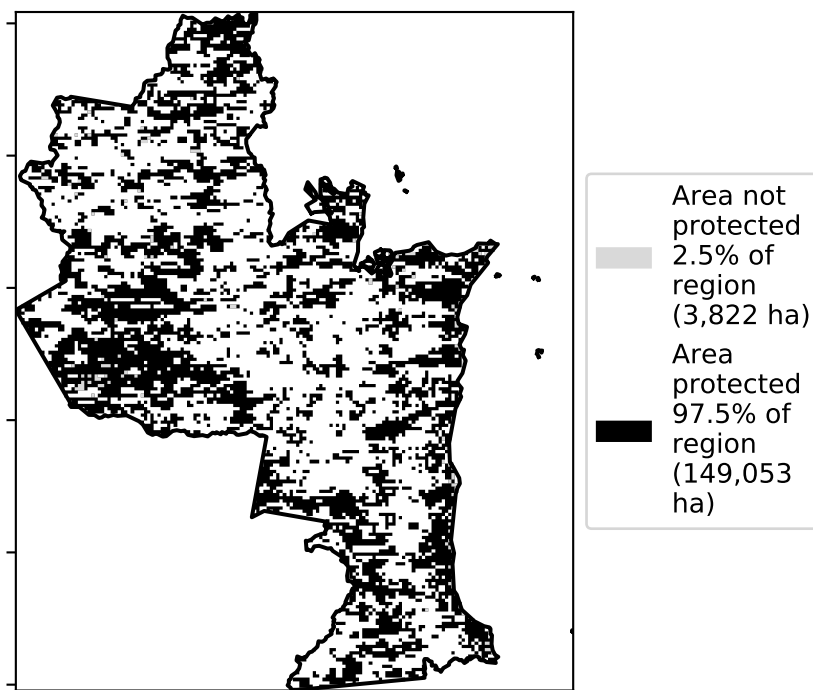 Area not
protected
2.5% of
region
(3,822 ha)
Area
protected
97.5% of
region
(149,053
ha)